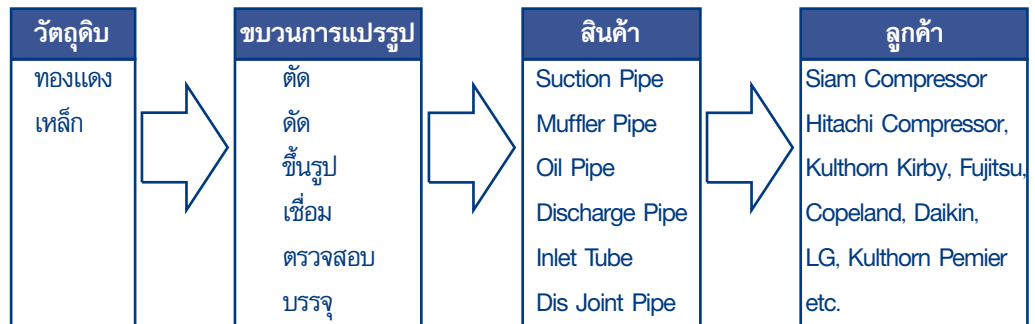 วัตถุดิบ
ทองแดง
เหล็ก
ขบวนการแปรรูป
ตัด
ดัด
ขึ้นรูป
เชื่อม
ตรวจสอบ
บรรจุ
สินค้า
Suction Pipe
Muffler Pipe
Oil Pipe
Discharge Pipe
Inlet Tube
Dis Joint Pipe
ลูกค้า
Siam Compressor
Hitachi Compressor,
Kulthorn Kirby, Fujitsu,
Copeland, Daikin,
LG, Kulthorn Pemier
etc.